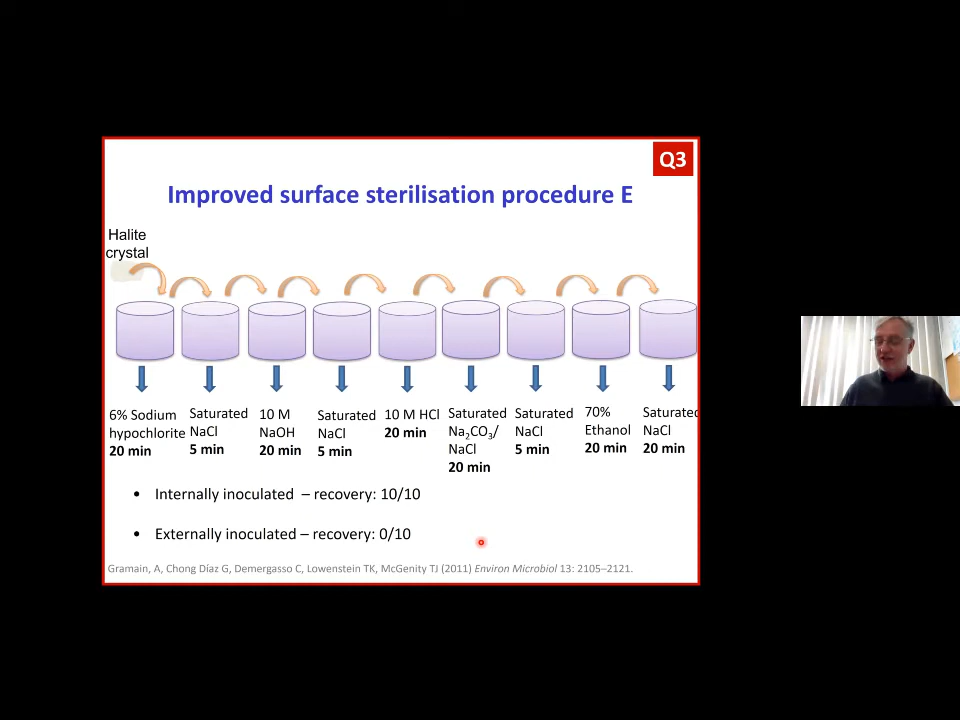 Q3
Improved surface sterilisation procedure E
Halite
crystal
6% Sodium
hypochlorite
20 min
Saturated
NaCl
5 min
10 M
NaOH
20 min
Saturated
NaCl
5 min
10 M HCl
20 min
Saturated
Na₂CO₃/
NaCl
20 min
Saturated
NaCl
5 min
70%
Ethanol
20 min
Saturated
NaCl
20 min
• Internally inoculated – recovery: 10/10
• Externally inoculated – recovery: 0/10
Gramain, A, Chong Díaz G, Demergasso C, Lowenstein TK, McGenity TJ (2011) Environ Microbiol 13: 2105–2121.